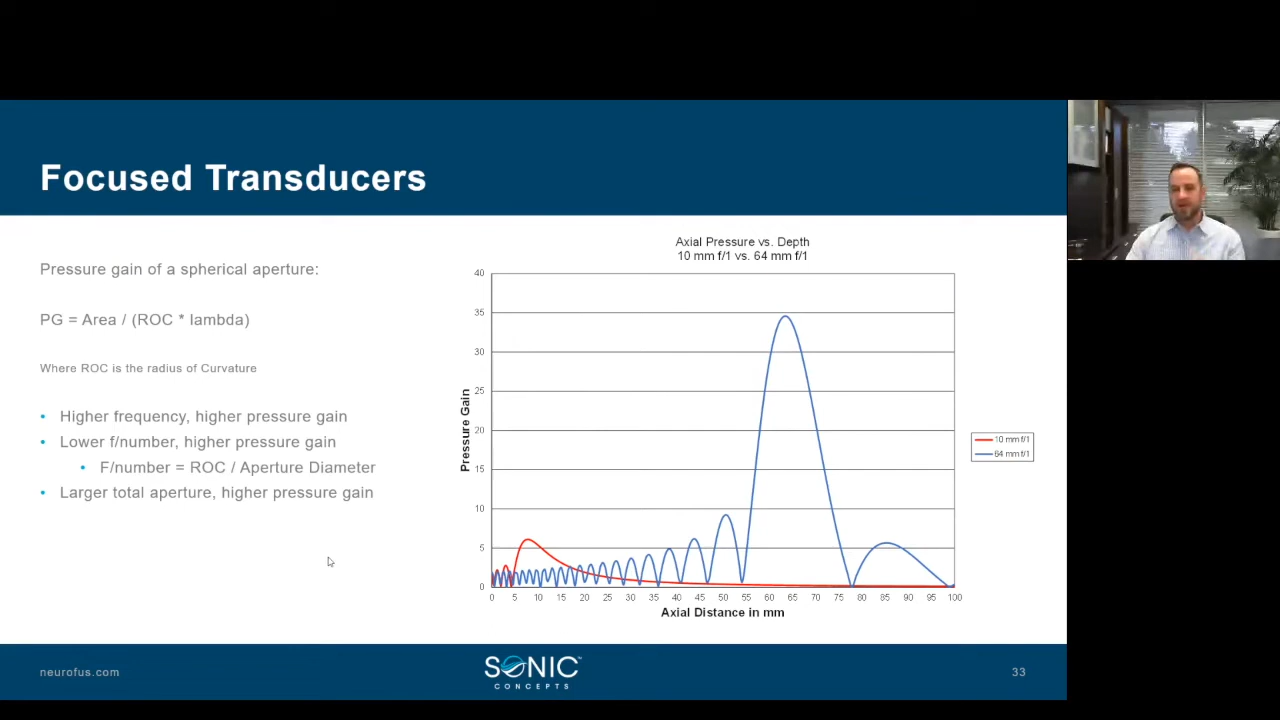 Focused Transducers
Pressure gain of a spherical aperture:
PG = Area / (ROC * lambda)
Where ROC is the radius of Curvature
• Higher frequency, higher pressure gain
• Lower f/number, higher pressure gain
• F/number = ROC / Aperture Diameter
• Larger total aperture, higher pressure gain
Axial Pressure vs. Depth
10 mm f/1 vs. 64 mm f/1
40
35
30
25
20
15
10
5
0
Pressure Gain
0 5 10 15 20 25 30 35 40 45 50 55 60 65 70 75 80 85 90 95 100
Axial Distance in mm
10 mm f/1
64 mm f/1
neurofus.com
SONIC™
CONCEPTS
33